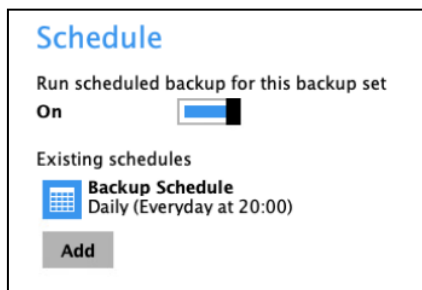 Schedule
Run scheduled backup for this backup set
On
Existing schedules
Backup Schedule
Daily (Everyday at 20:00)
Add